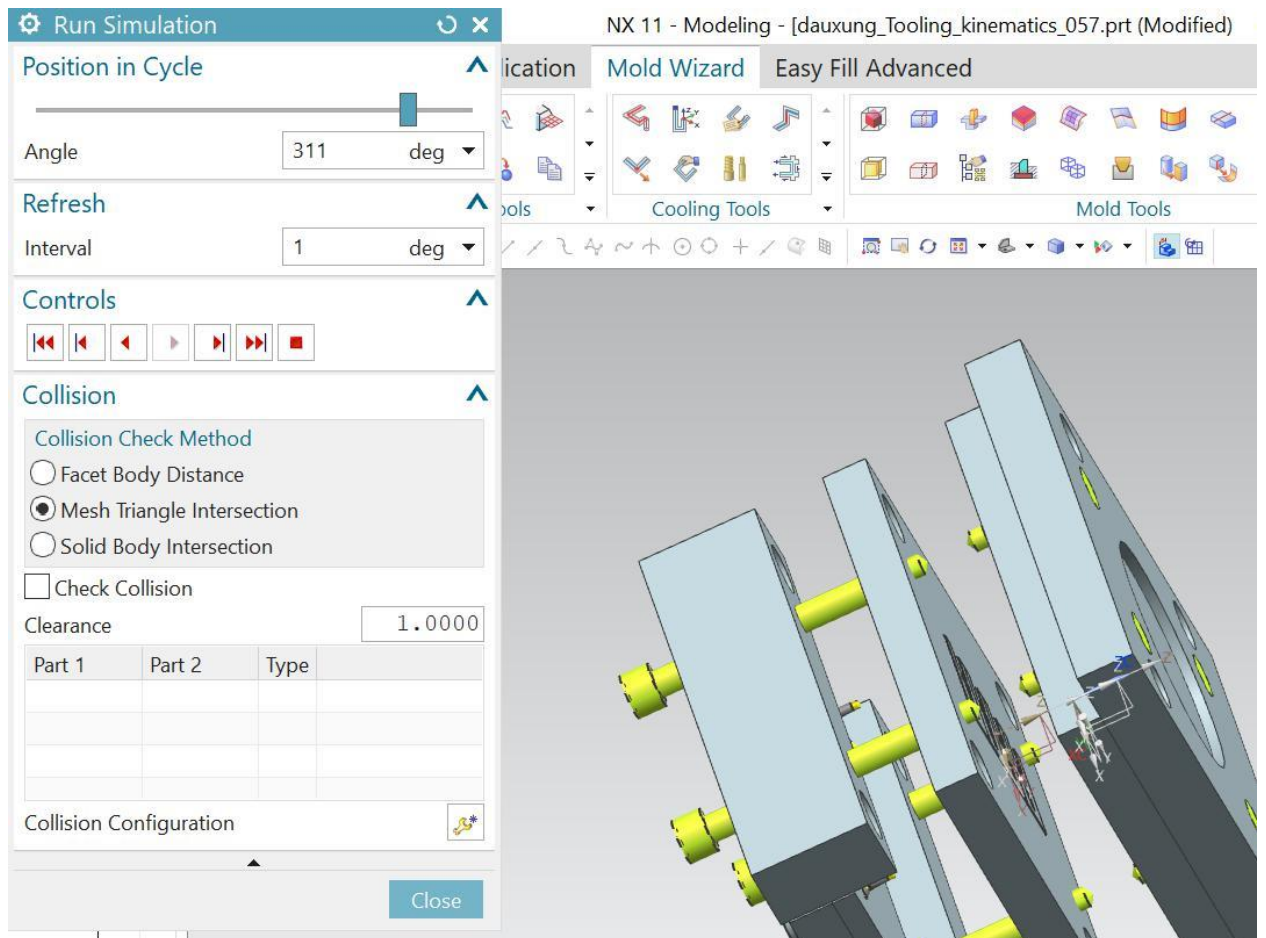 Run Simulation
NX 11 - Modeling - [dauxung_Tooling_kinematics_057.prt (Modified)
Position in Cycle
lication
Mold Wizard
Easy Fill Advanced
Angle
311
deg
Refresh
ools
Cooling Tools
Mold Tools
Interval
1
deg
Controls
Collision
Collision Check Method
Facet Body Distance
Mesh Triangle Intersection
Solid Body Intersection
Check Collision
Clearance
1.0000
Part 1
Part 2
Type
Collision Configuration
Close